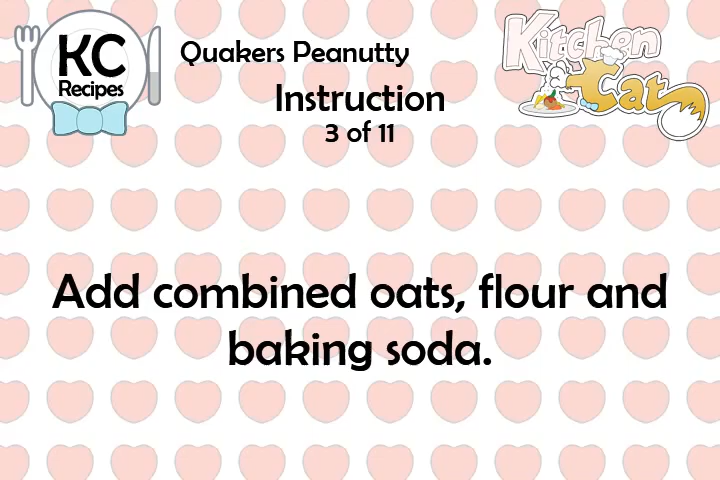 KC
Recipes
Quakers Peanutty
Kitchen
Cat
Instruction
3 of 11
Add combined oats, flour and
baking soda.